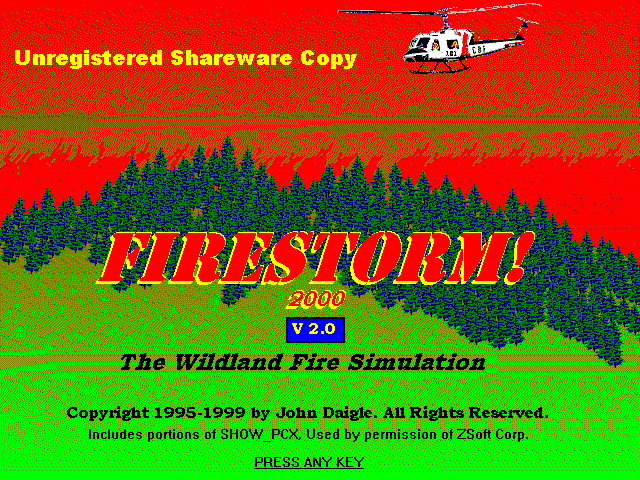 Unregistered Shareware Copy
FIRESTORM!
2000
V 2.0
The Wildland Fire Simulation
Copyright 1995-1999 by John Daigle. All Rights Reserved.
Includes portions of SHOW_PCX, Used by permission of ZSoft Corp.
PRESS ANY KEY